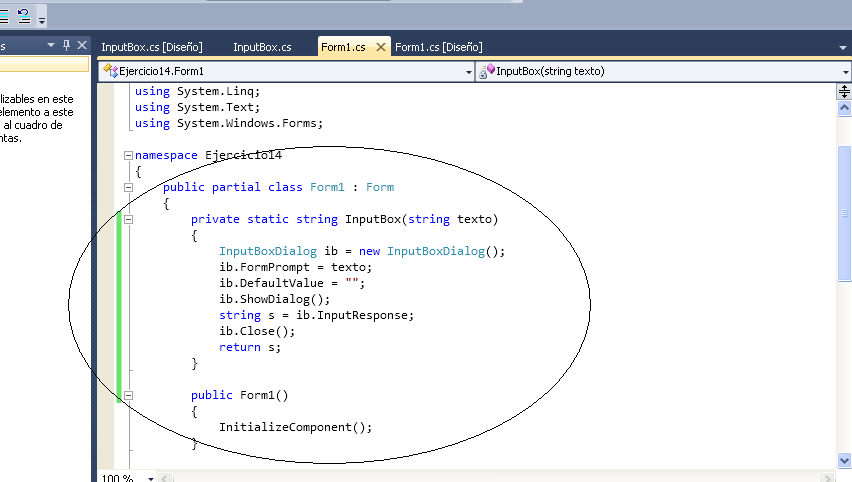 s
lizables en este
elemento a este
al cuadro de
ntas.
InputBox.cs [Diseño] InputBox.cs Form1.cs Form1.cs [Diseño]
Ejercicio14.Form1 InputBox(string texto)
using System.Linq;
using System.Text;
using System.Windows.Forms;
namespace Ejercicio14
{
public partial class Form1 : Form
{
private static string InputBox(string texto)
{
InputBoxDialog ib = new InputBoxDialog();
ib.FormPrompt = texto;
ib.DefaultValue = "";
ib.ShowDialog();
string s = ib.InputResponse;
ib.Close();
return s;
}
public Form1()
{
InitializeComponent();
}
100 %